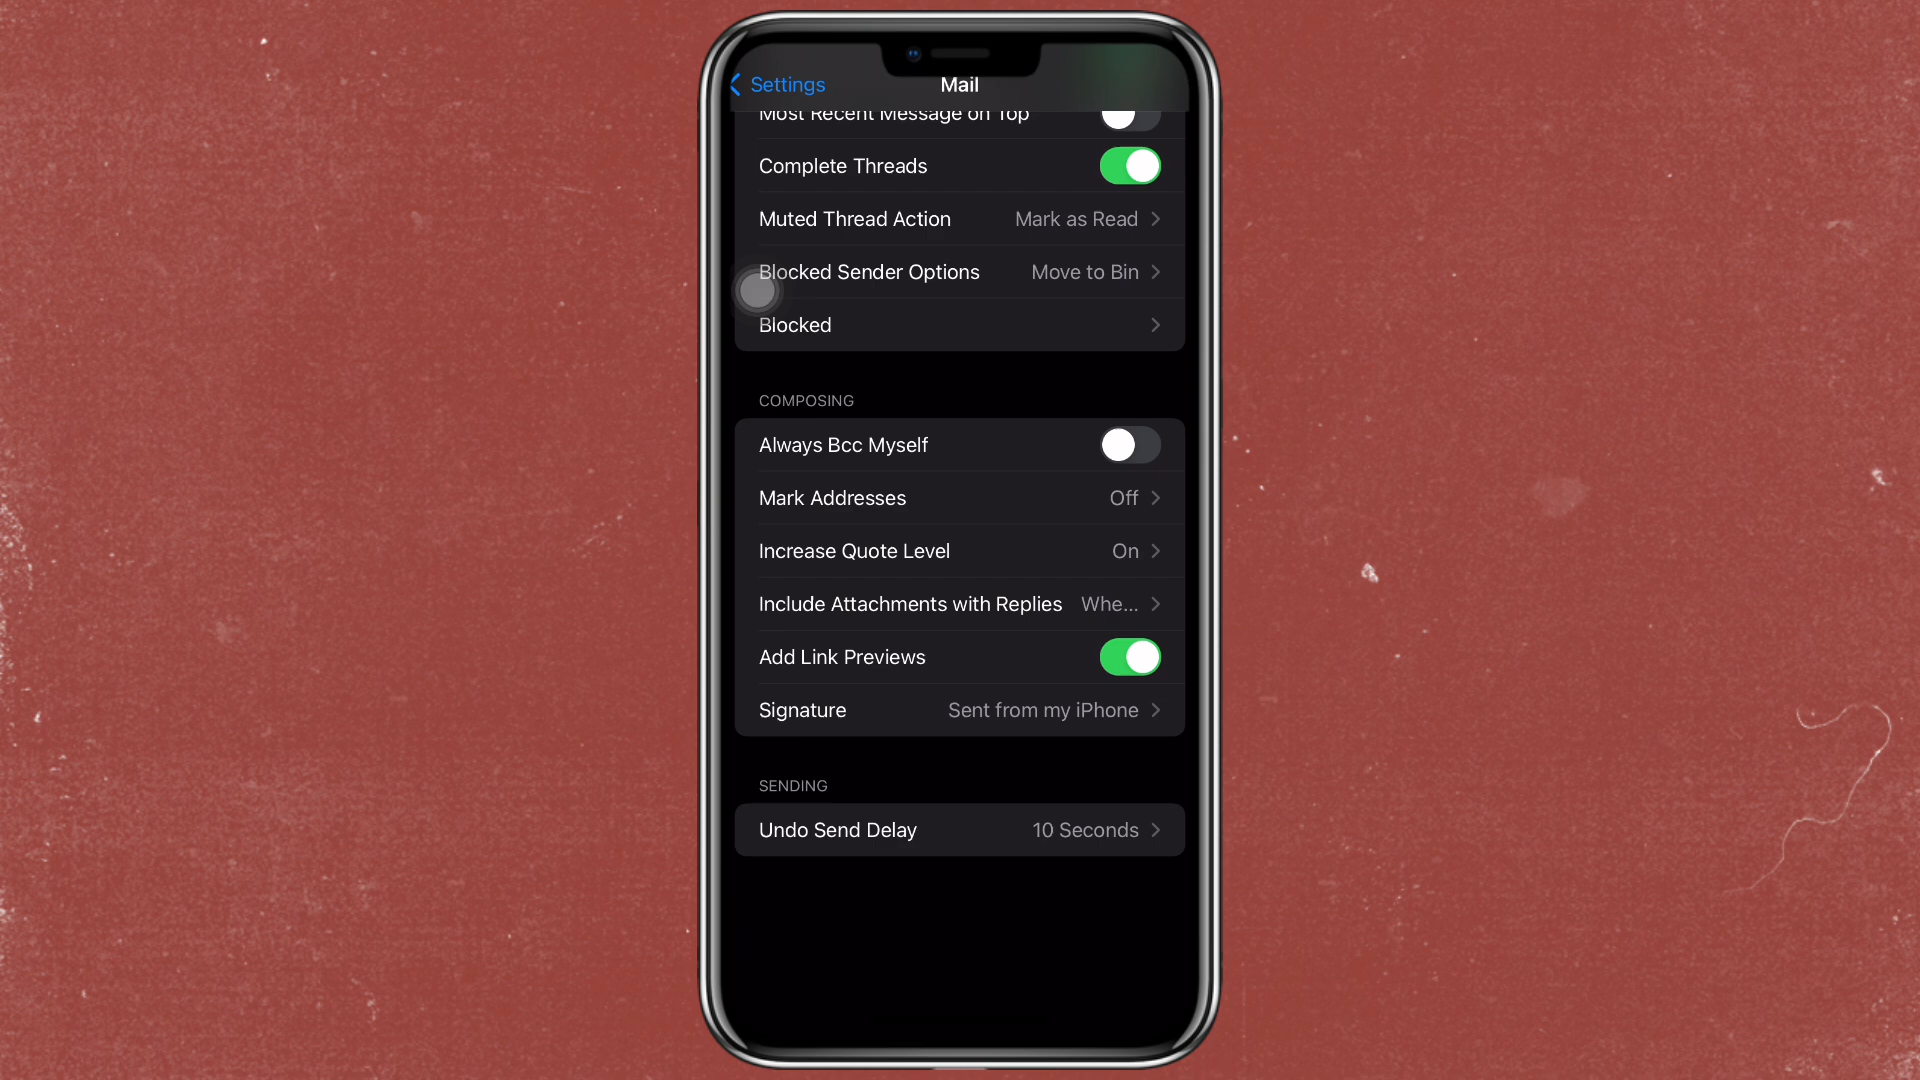 Settings
Mail
Most Recent Message on Top
Complete Threads
Muted Thread Action Mark as Read
Blocked Sender Options Move to Bin
Blocked
COMPOSING
Always Bcc Myself
Mark Addresses Off
Increase Quote Level On
Include Attachments with Replies Whe...
Add Link Previews
Signature Sent from my iPhone
SENDING
Undo Send Delay 10 Seconds